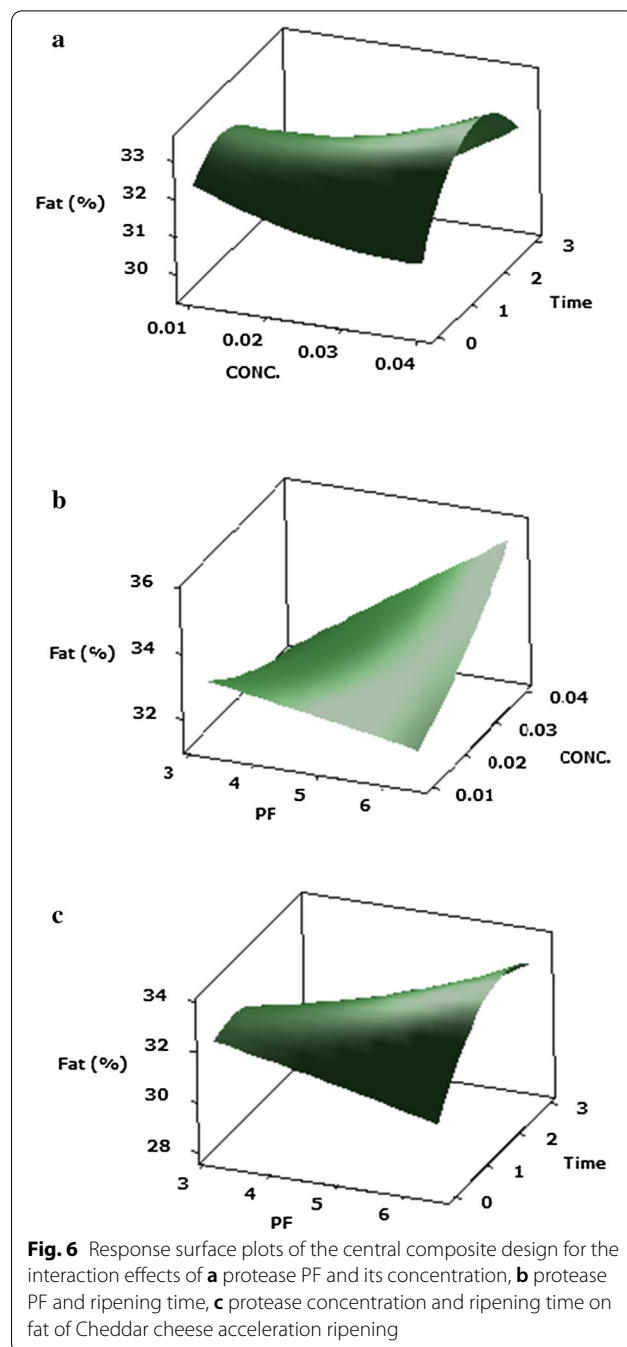 a
33
32
Fat (%)
31
30
0.01
0.02
0.03
0.04
CONC.
0
1
2
3
Time
b
36
34
Fat (%)
32
3
4
5
6
PF
0.01
0.02
0.03
0.04
CONC.
c
34
32
Fat (%)
30
28
3
4
5
6
PF
0
1
2
3
Time
Fig. 6 Response surface plots of the central composite design for the
interaction effects of a protease PF and its concentration, b protease
PF and ripening time, c protease concentration and ripening time on
fat of Cheddar cheese acceleration ripening